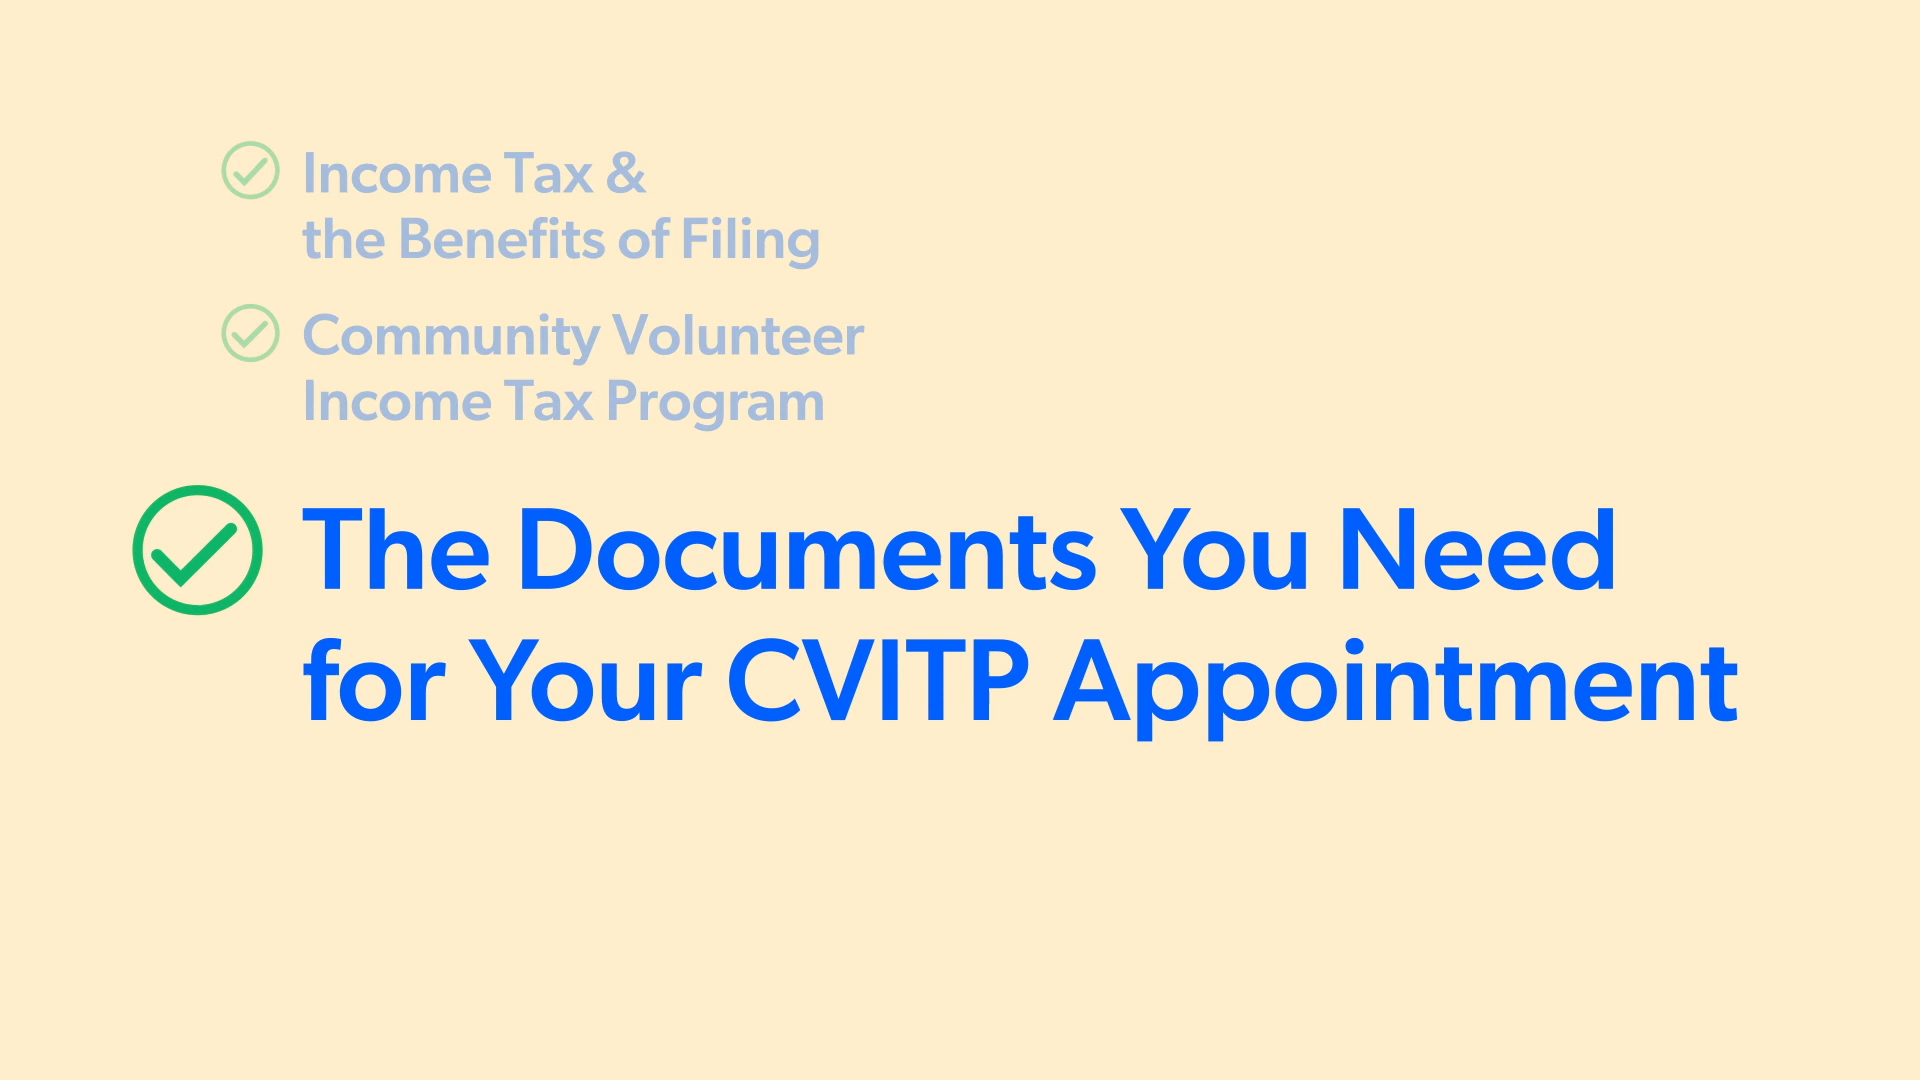 Income Tax &
the Benefits of Filing
Community Volunteer
Income Tax Program
The Documents You Need
for Your CVITP Appointment